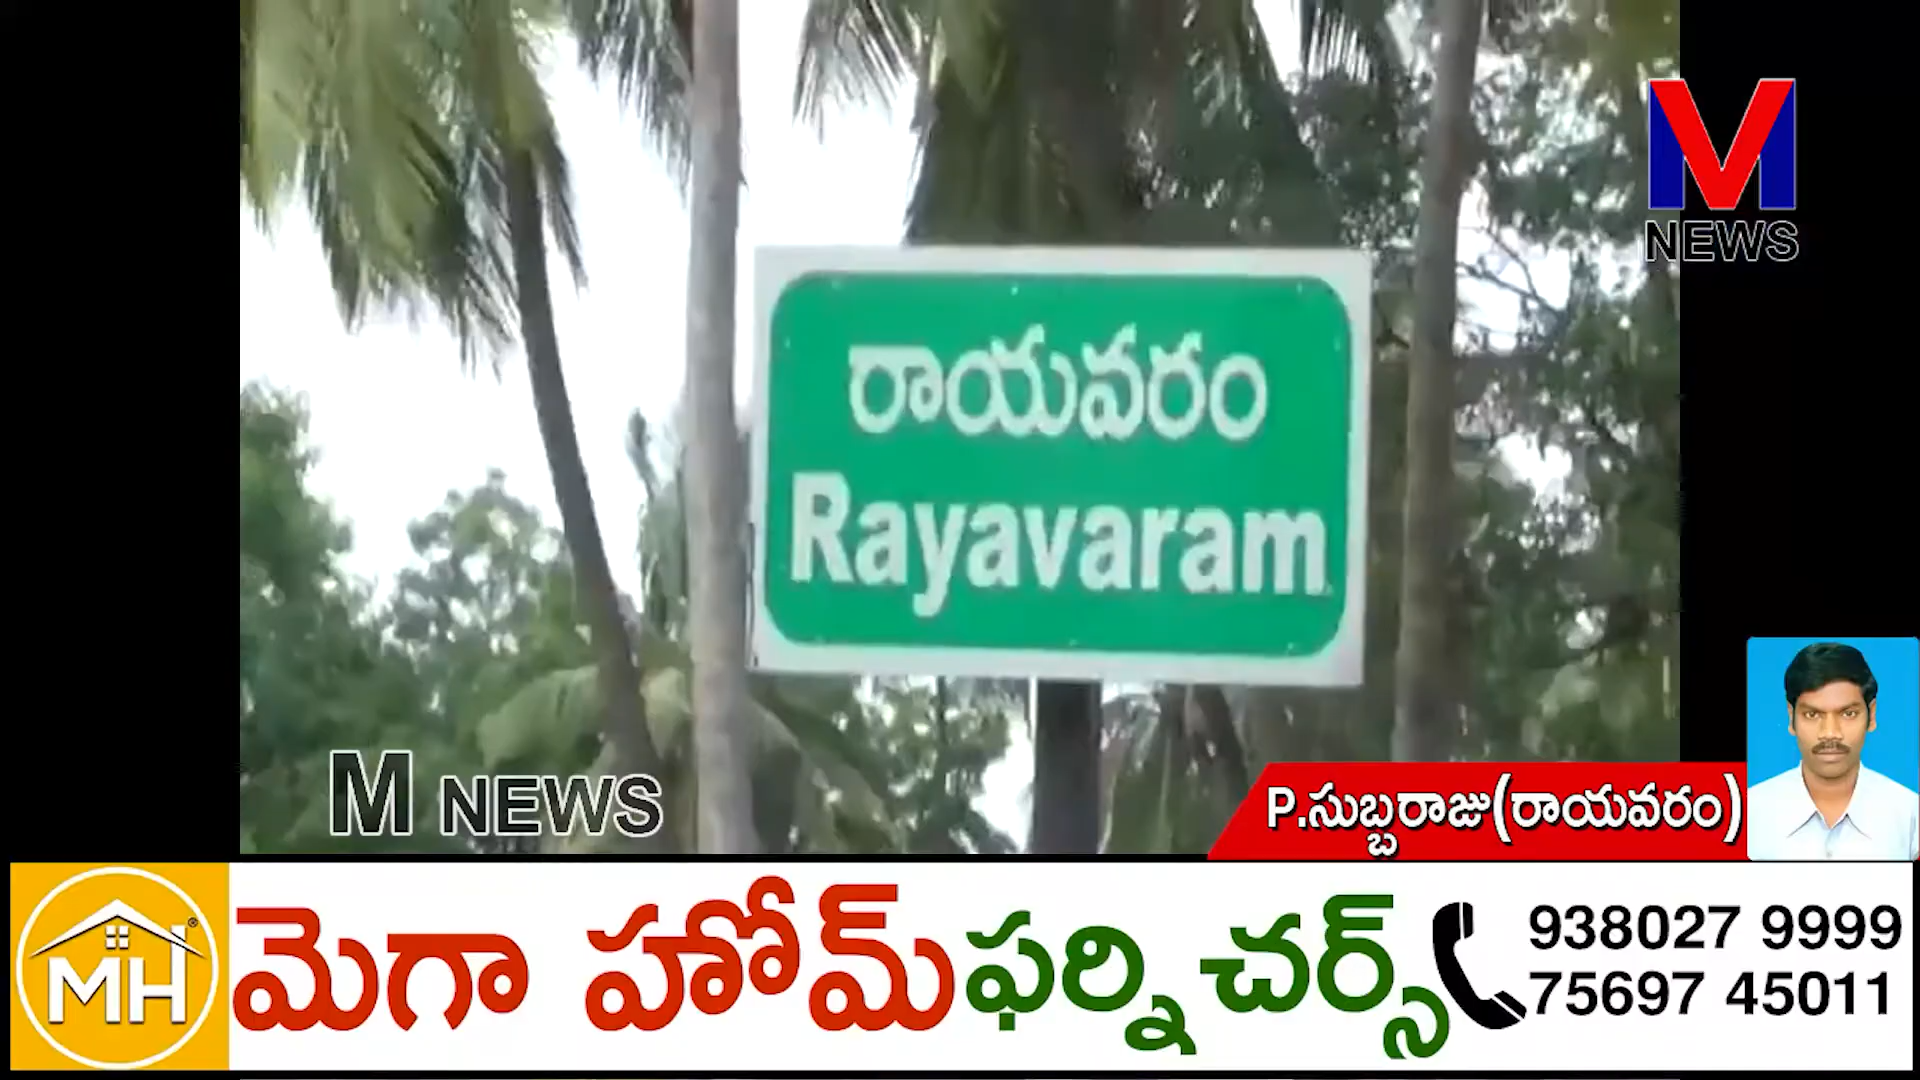 M
NEWS
రాయవరం
Rayavaram
M NEWS
P.సుబ్బరాజు(రాయవరం)
MH®
మెగా హోమ్ ఫర్నిచర్స్
938027 9999
75697 45011